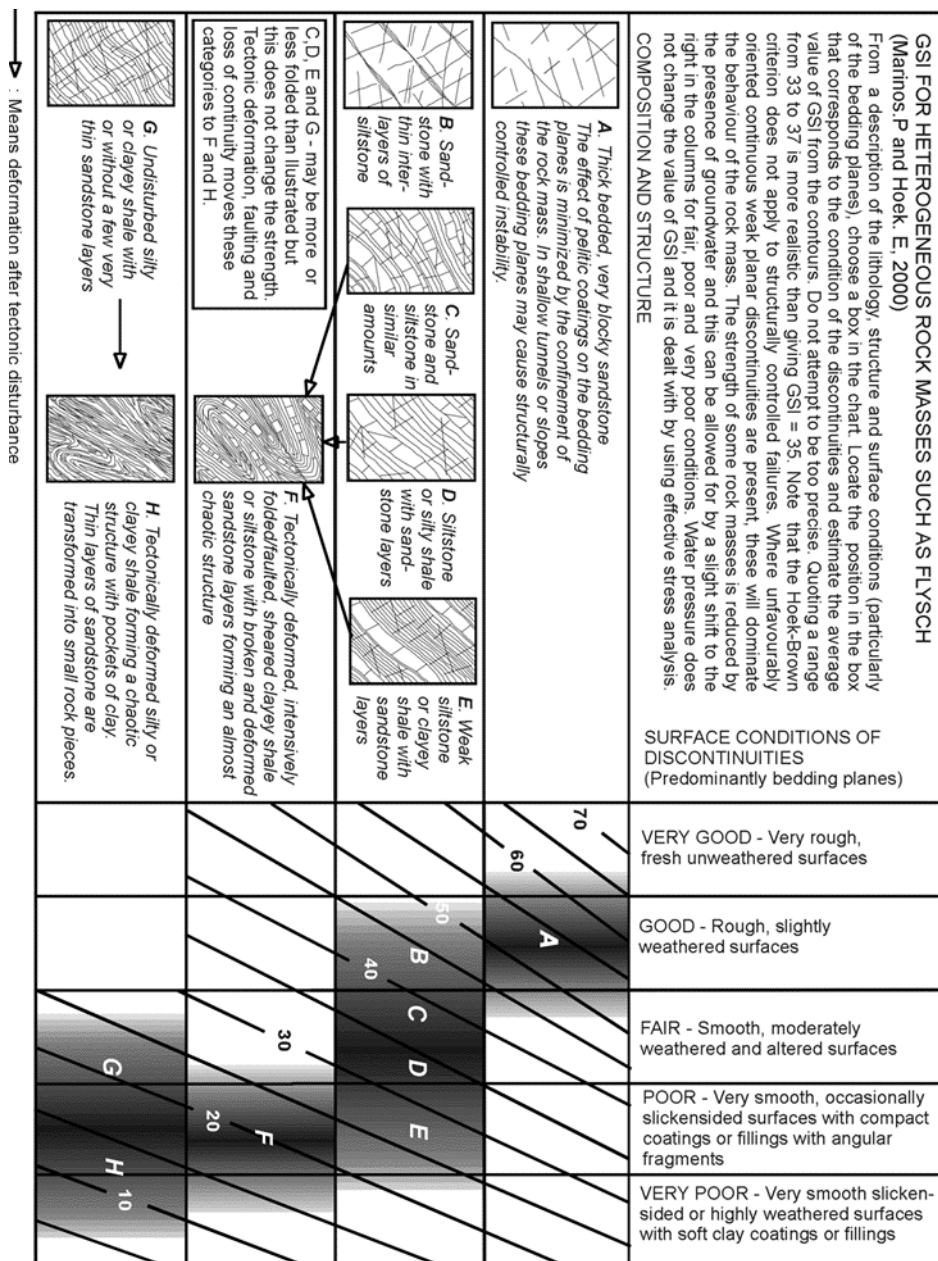 GSI FOR HETEROGENEOUS ROCK MASSES SUCH AS FLYSCH
(Marinos.P and Hoek. E, 2000)
From a description of the lithology, structure and surface conditions (particularly
of the bedding planes), choose a box in the chart. Locate the position in the box
that corresponds to the condition of the discontinuities and estimate the average
value of GSI from the contours. Do not attempt to be too precise. Quoting a range
from 33 to 37 is more realistic than giving GSI = 35. Note that the Hoek-Brown
criterion does not apply to structurally controlled failures. Where unfavourably
oriented continuous weak planar discontinuities are present, these will dominate
the behaviour of the rock mass. The strength of some rock masses is reduced by
the presence of groundwater and this can be allowed for by a slight shift to the
right in the columns for fair, poor and very poor conditions. Water pressure does
not change the value of GSI and it is dealt with by using effective stress analysis.
COMPOSITION AND STRUCTURE
SURFACE CONDITIONS OF
DISCONTINUITIES
(Predominantly bedding planes)
VERY GOOD - Very rough,
fresh unweathered surfaces
GOOD - Rough, slightly
weathered surfaces
FAIR - Smooth, moderately
weathered and altered surfaces
POOR - Very smooth, occasionally
slickensided surfaces with compact
coatings or fillings with angular
fragments
VERY POOR - Very smooth slicken-
sided or highly weathered surfaces
with soft clay coatings or fillings
A. Thick bedded, very blocky sandstone
The effect of pelitic coatings on the bedding
planes is minimized by the confinement of
the rock mass. In shallow tunnels or slopes
these bedding planes may cause structurally
controlled instability.
70
60
A
B. Sand-
stone with
thin inter-
layers of
siltstone
C. Sand-
stone and
siltstone in
similar
amounts
D. Siltstone
or silty shale
with sand-
stone layers
E. Weak
siltstone
or clayey
shale with
sandstone
layers
50
B
40
C
D
E
C,D, E and G - may be more or
less folded than llustrated but
this does not change the strength.
Tectonic deformation, faulting and
loss of continuity moves these
categories to F and H.
F. Tectonically deformed, intensively
folded/faulted, sheared clayey shale
or siltstone with broken and deformed
sandstone layers forming an almost
chaotic structure
30
F
20
G. Undisturbed silty
or clayey shale with
or without a few very
thin sandstone layers
H. Tectonically deformed silty or
clayey shale forming a chaotic
structure with pockets of clay.
Thin layers of sandstone are
transformed into small rock pieces.
G
H
10
: Means deformation after tectonic disturbance